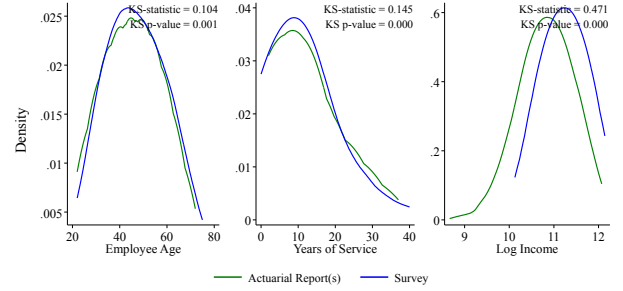 KS-statistic = 0.104
KS p-value = 0.001
Density
.025
.02
.015
.01
.005
20 40 60 80
Employee Age
KS-statistic = 0.145
KS p-value = 0.000
.04
.03
.02
.01
0
0 10 20 30 40
Years of Service
KS-statistic = 0.471
KS p-value = 0.000
.6
.4
.2
0
9 10 11 12
Log Income
Actuarial Report(s) Survey